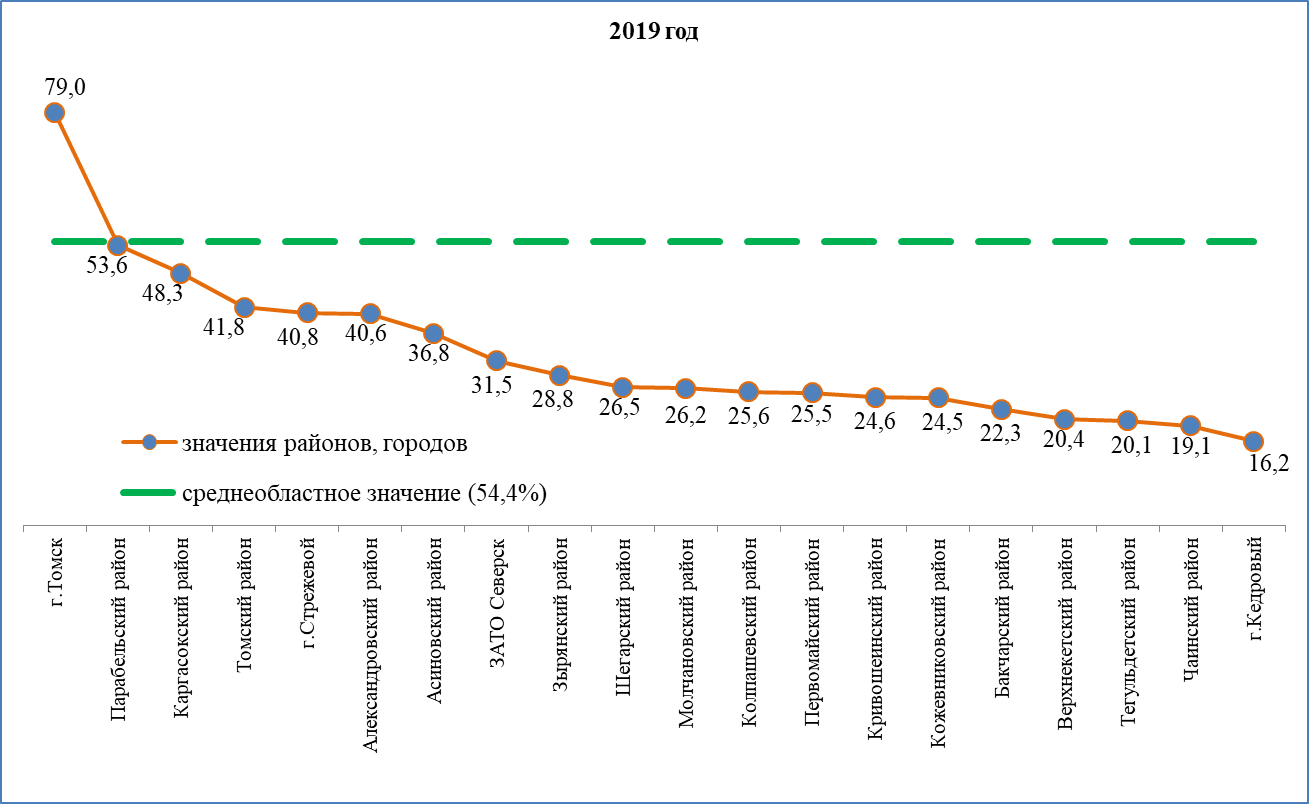 2019 год
79,0
53,6
48,3
41,8
40,8
40,6
36,8
31,5
28,8
26,5
26,2
25,6
25,5
24,6
24,5
22,3
20,4
20,1
19,1
16,2
значения районов, городов
среднеобластное значение (54,4%)
г.Томск
Парабельский район
Каргасокский район
Томский район
г.Стрежевой
Александровский район
Асиновский район
ЗАТО Северск
Зырянский район
Шегарский район
Молчановский район
Колпашевский район
Первомайский район
Кривошеинский район
Кожевниковский район
Бакчарский район
Верхнекетский район
Тегульдетский район
Чаинский район
г.Кедровый